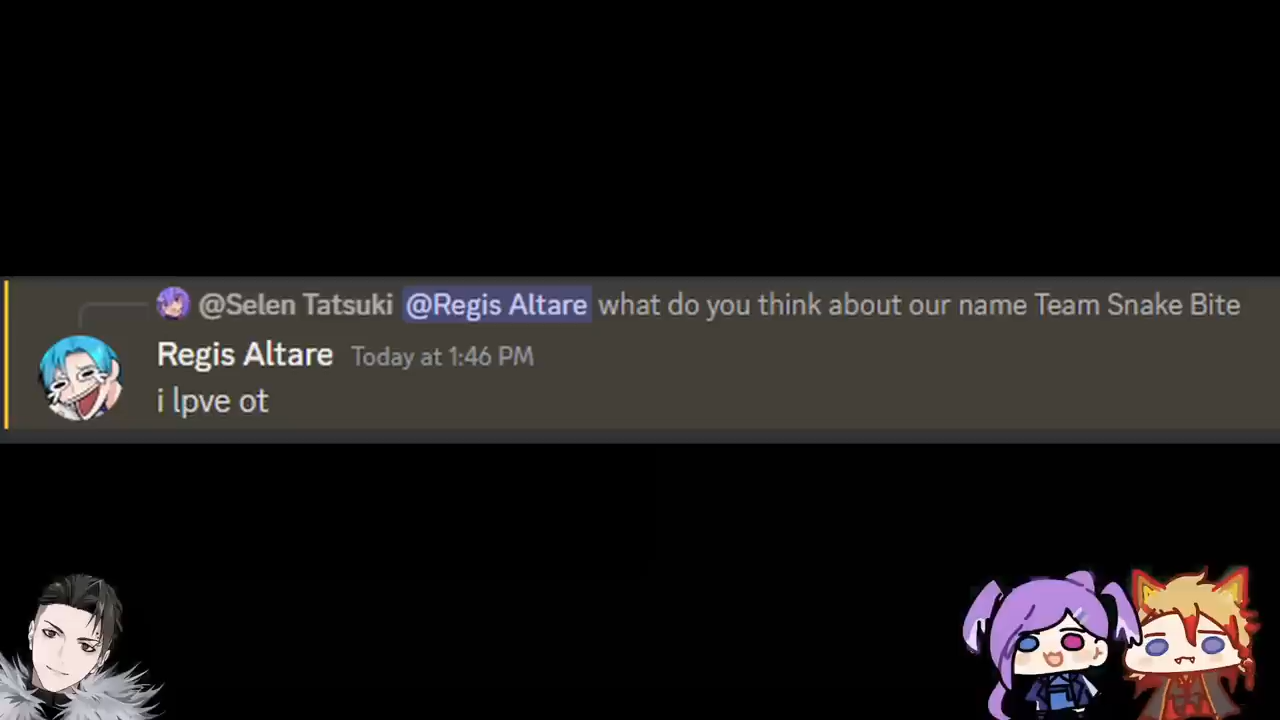 @Selen Tatsuki @Regis Altare what do you think about our name Team Snake Bite
Regis Altare Today at 1:46 PM
i lpve ot